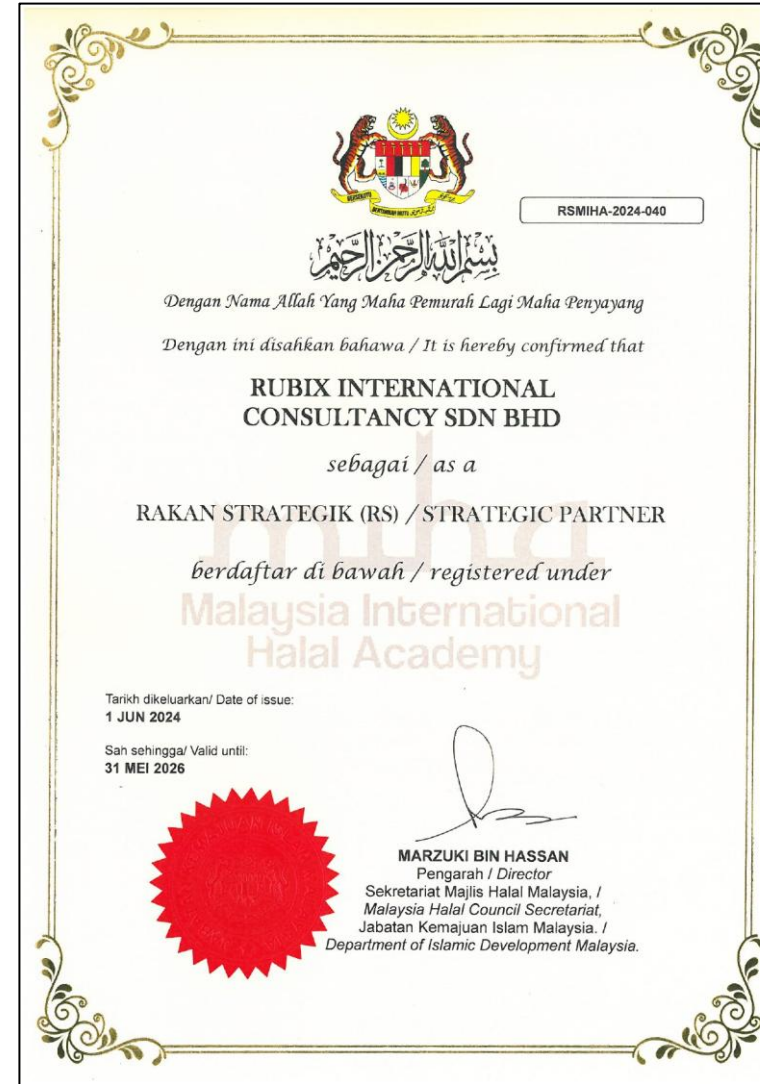 RSMIHA-2024-040
بسم الله الرحمن الرحيم
Dengan Nama Allah Yang Maha Pemurah Lagi Maha Penyayang
Dengan ini disahkan bahawa / It is hereby confirmed that
RUBIX INTERNATIONAL
CONSULTANCY SDN BHD
sebagai / as a
RAKAN STRATEGIK (RS) / STRATEGIC PARTNER
miha
berdaftar di bawah / registered under
Malaysia International
Halal Academy
Tarikh dikeluarkan/ Date of issue:
1 JUN 2024
Sah sehingga/ Valid until:
31 MEI 2026
MARZUKI BIN HASSAN
Pengarah / Director
Sekretariat Majlis Halal Malaysia, /
Malaysia Halal Council Secretariat,
Jabatan Kemajuan Islam Malaysia. /
Department of Islamic Development Malaysia.